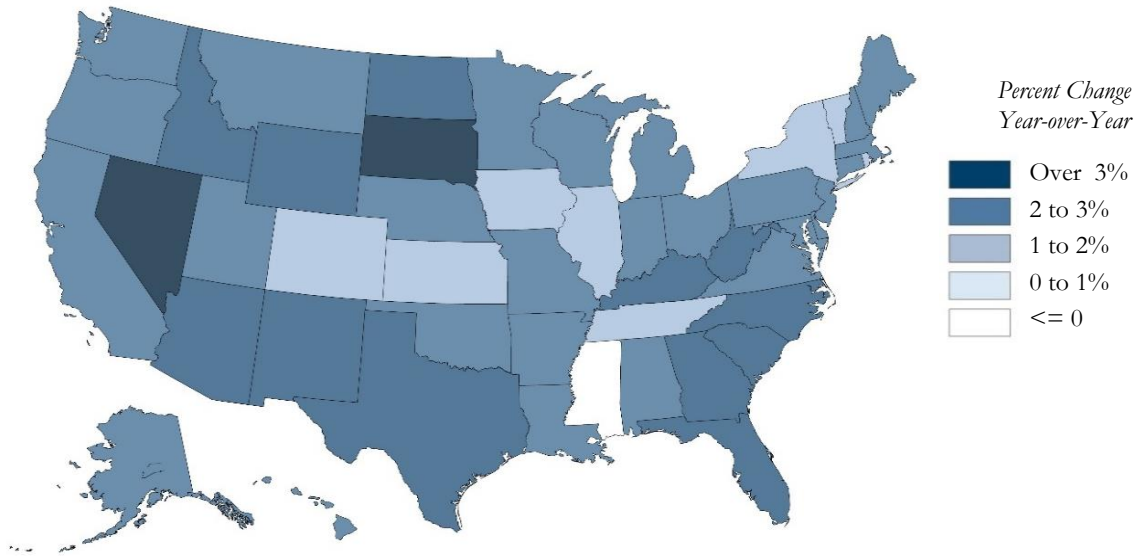 Percent Change
Year-over-Year
Over 3%
2 to 3%
1 to 2%
0 to 1%
<= 0